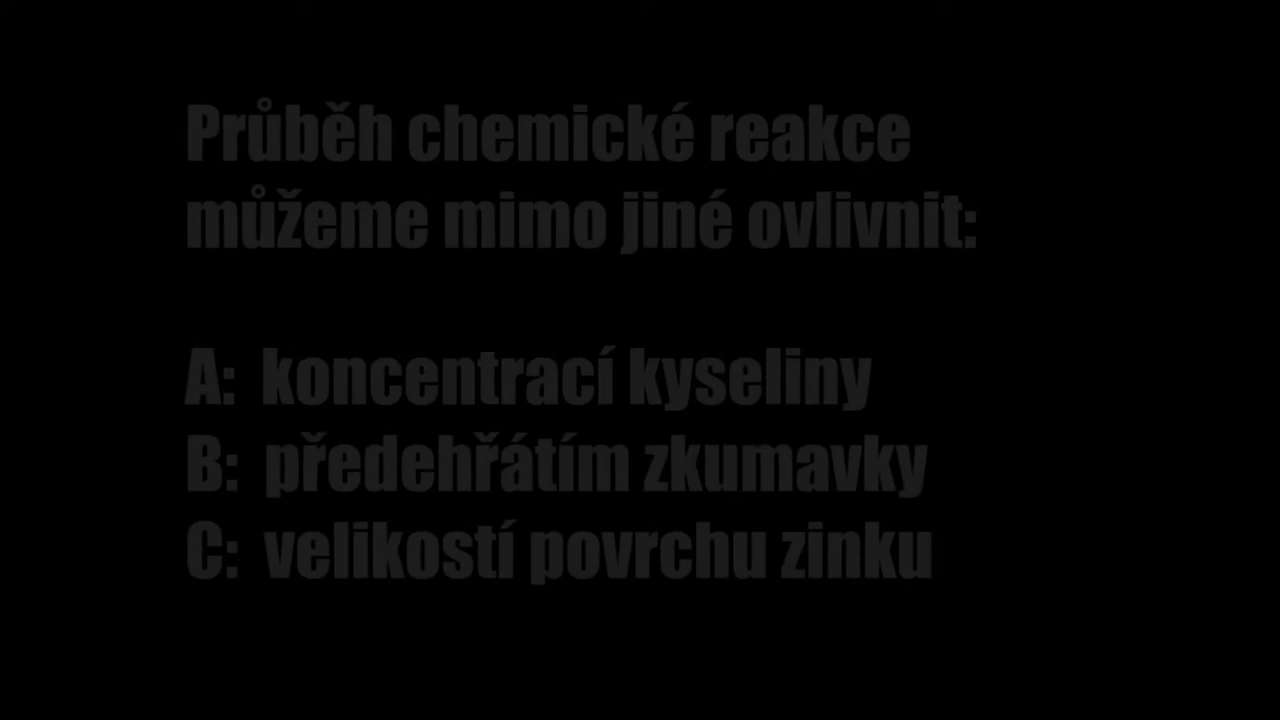 Průběh chemické reakce
můžeme mimo jiné ovlivnit:
A: koncentrací kyseliny
B: předehřátím zkumavky
C: velikostí povrchu zinku